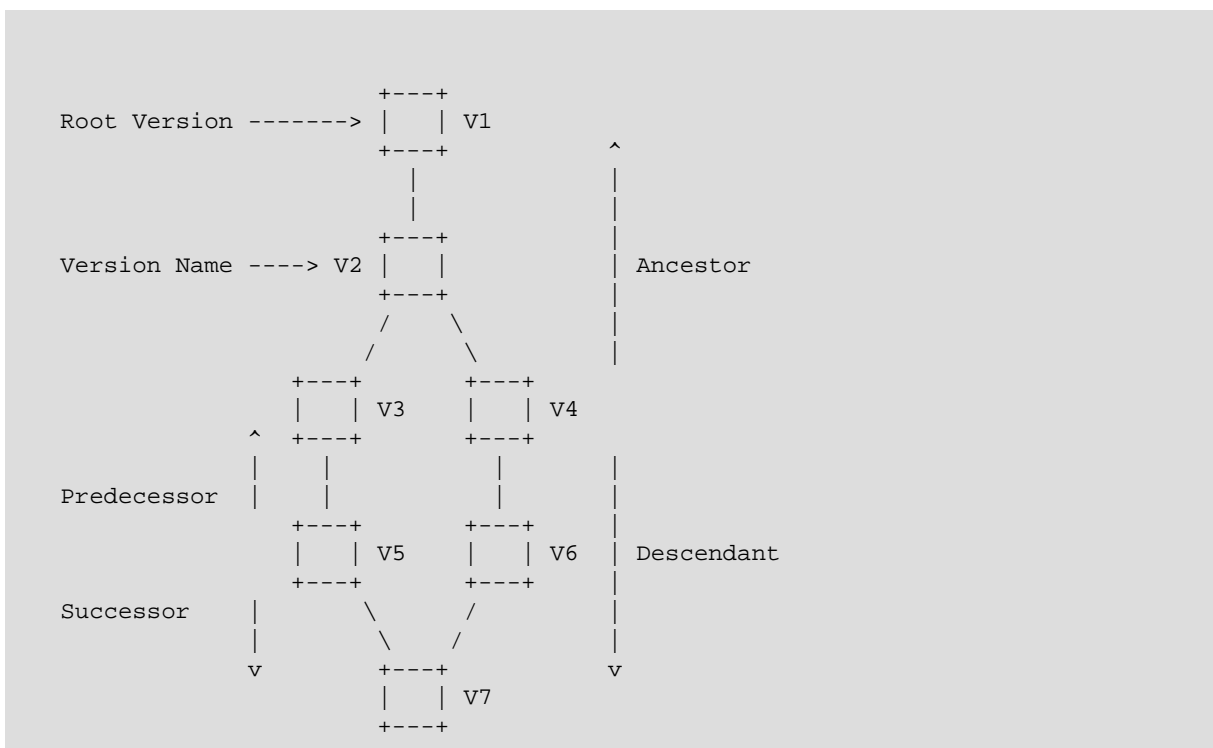 Root Version -------> | | V1
Version Name ----> V2 | | | Ancestor
| | V3 | | V4
Predecessor | | | |
| | V5 | | V6 | Descendant
Successor | \ / |
v +---+ v
| | V7